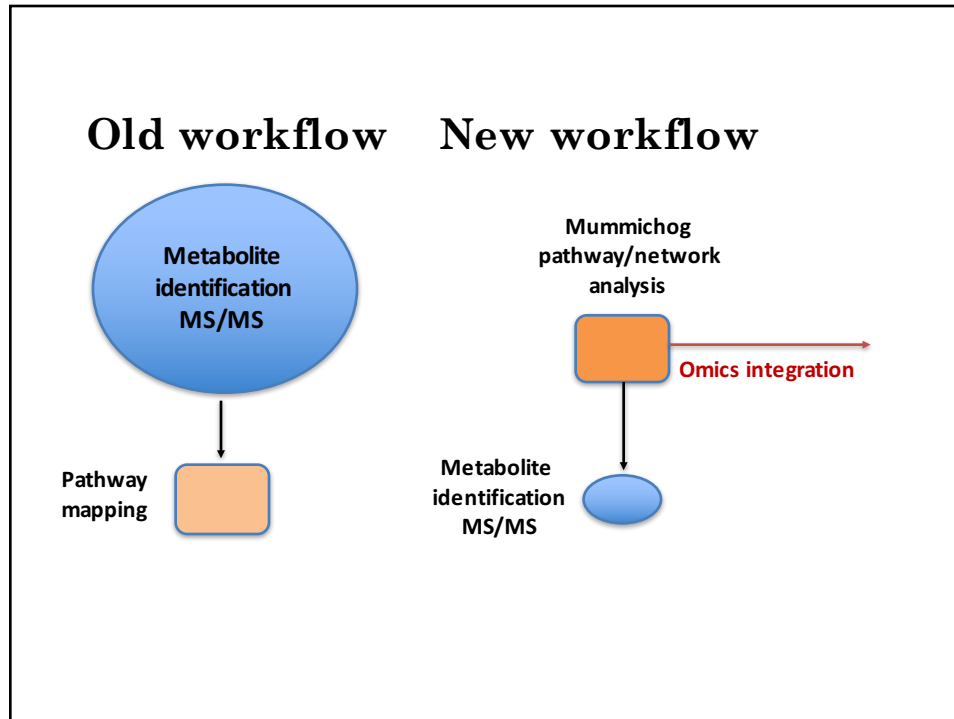 Old workflow
New workflow
Metabolite
identification
MS/MS
Pathway
mapping
Mummichog
pathway/network
analysis
Omics integration
Metabolite
identification
MS/MS